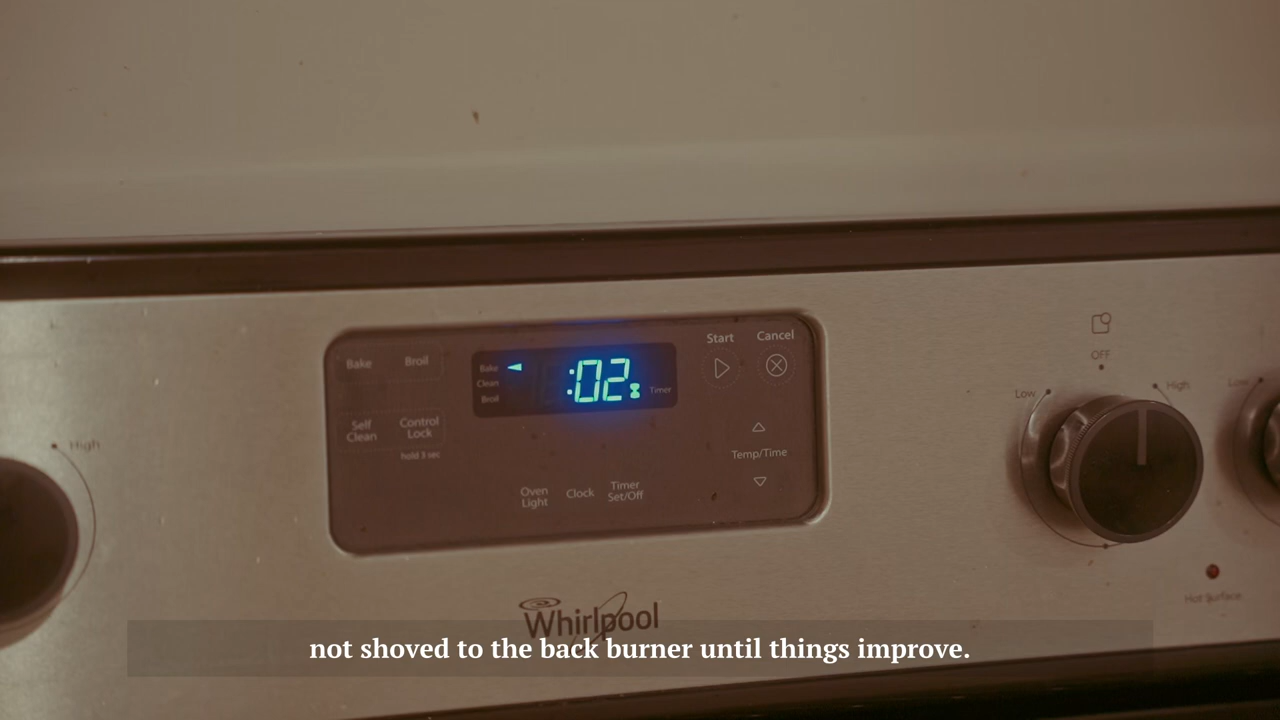 Bake
Broil
Self
Clean
Control
Lock
hold 3 sec
Bake
Clean
Broil
:02
Timer
Start
Cancel
Temp/Time
Oven
Light
Clock
Timer
Set/Off
High
OFF
Low
High
Low
Hot Surface
Whirlpool
not shoved to the back burner until things improve.